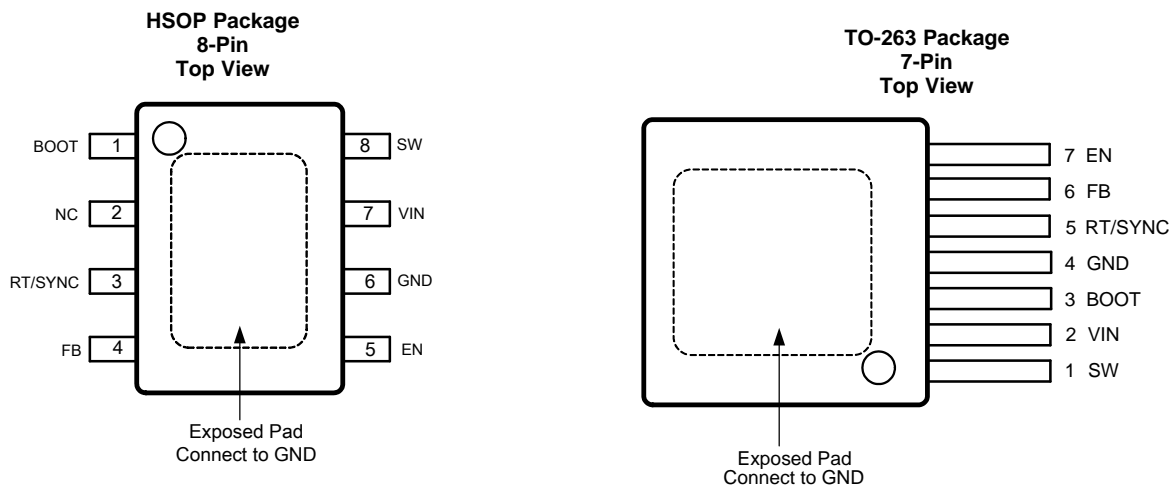 HSOP Package
8-Pin
Top View
BOOT 1
8 SW
NC 2
7 VIN
RT/SYNC 3
6 GND
FB 4
5 EN
Exposed Pad
Connect to GND
TO-263 Package
7-Pin
Top View
7 EN
6 FB
5 RT/SYNC
4 GND
3 BOOT
2 VIN
1 SW
Exposed Pad
Connect to GND